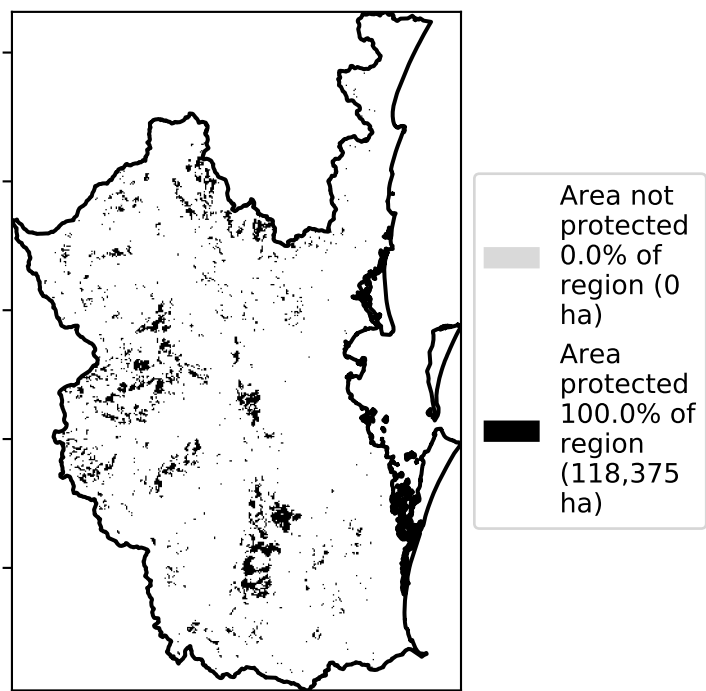 Area not
protected
0.0% of
region (0
ha)
Area
protected
100.0% of
region
(118,375
ha)